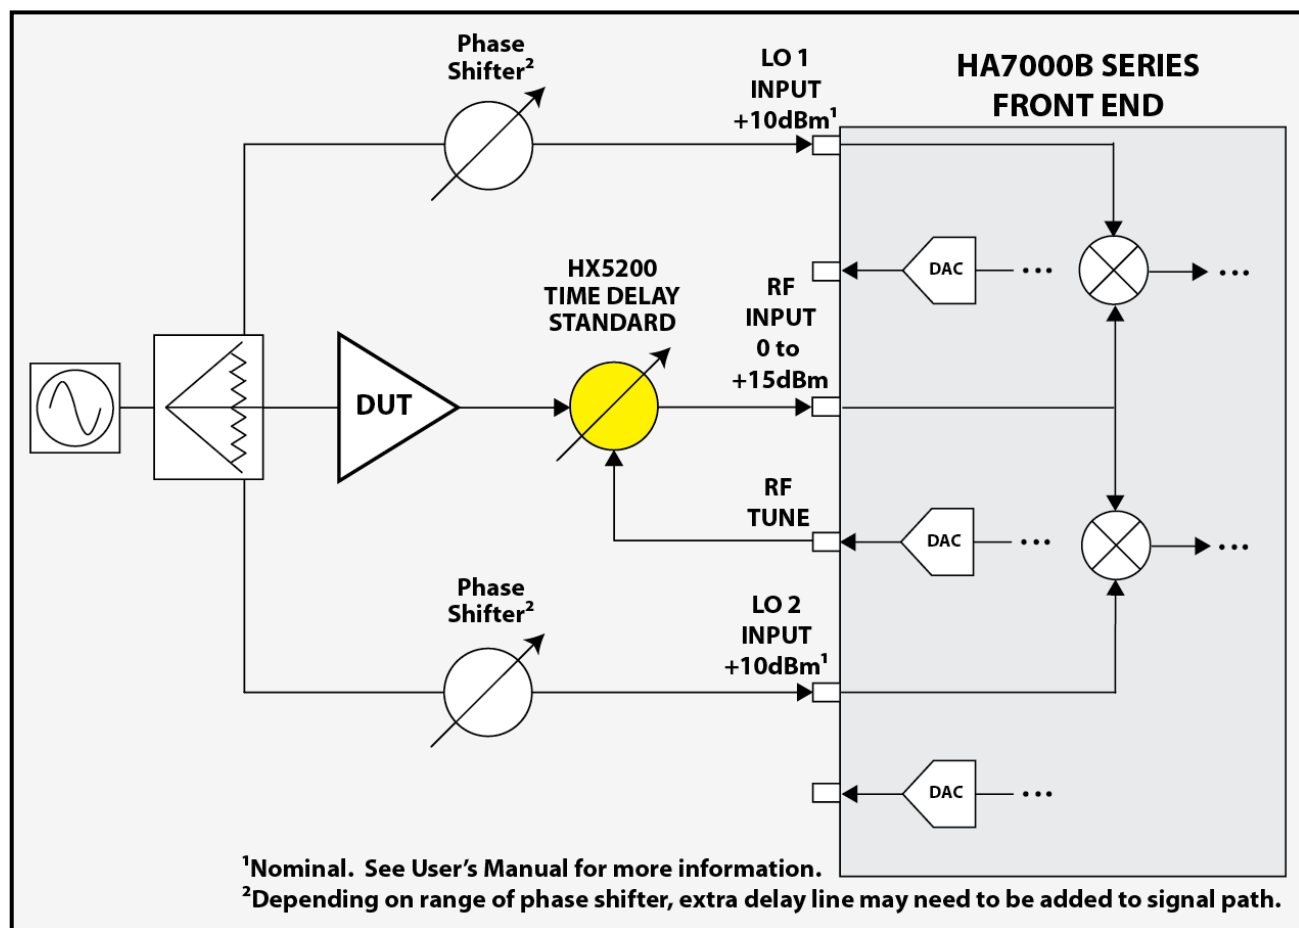 Phase
Shifter²
LO 1
INPUT
+10dBm¹
HA7000B SERIES
FRONT END
DAC
HX5200
TIME DELAY
STANDARD
RF
INPUT
0 to
+15dBm
DUT
RF
TUNE
DAC
Phase
Shifter²
LO 2
INPUT
+10dBm¹
DAC
¹Nominal. See User’s Manual for more information.
²Depending on range of phase shifter, extra delay line may need to be added to signal path.